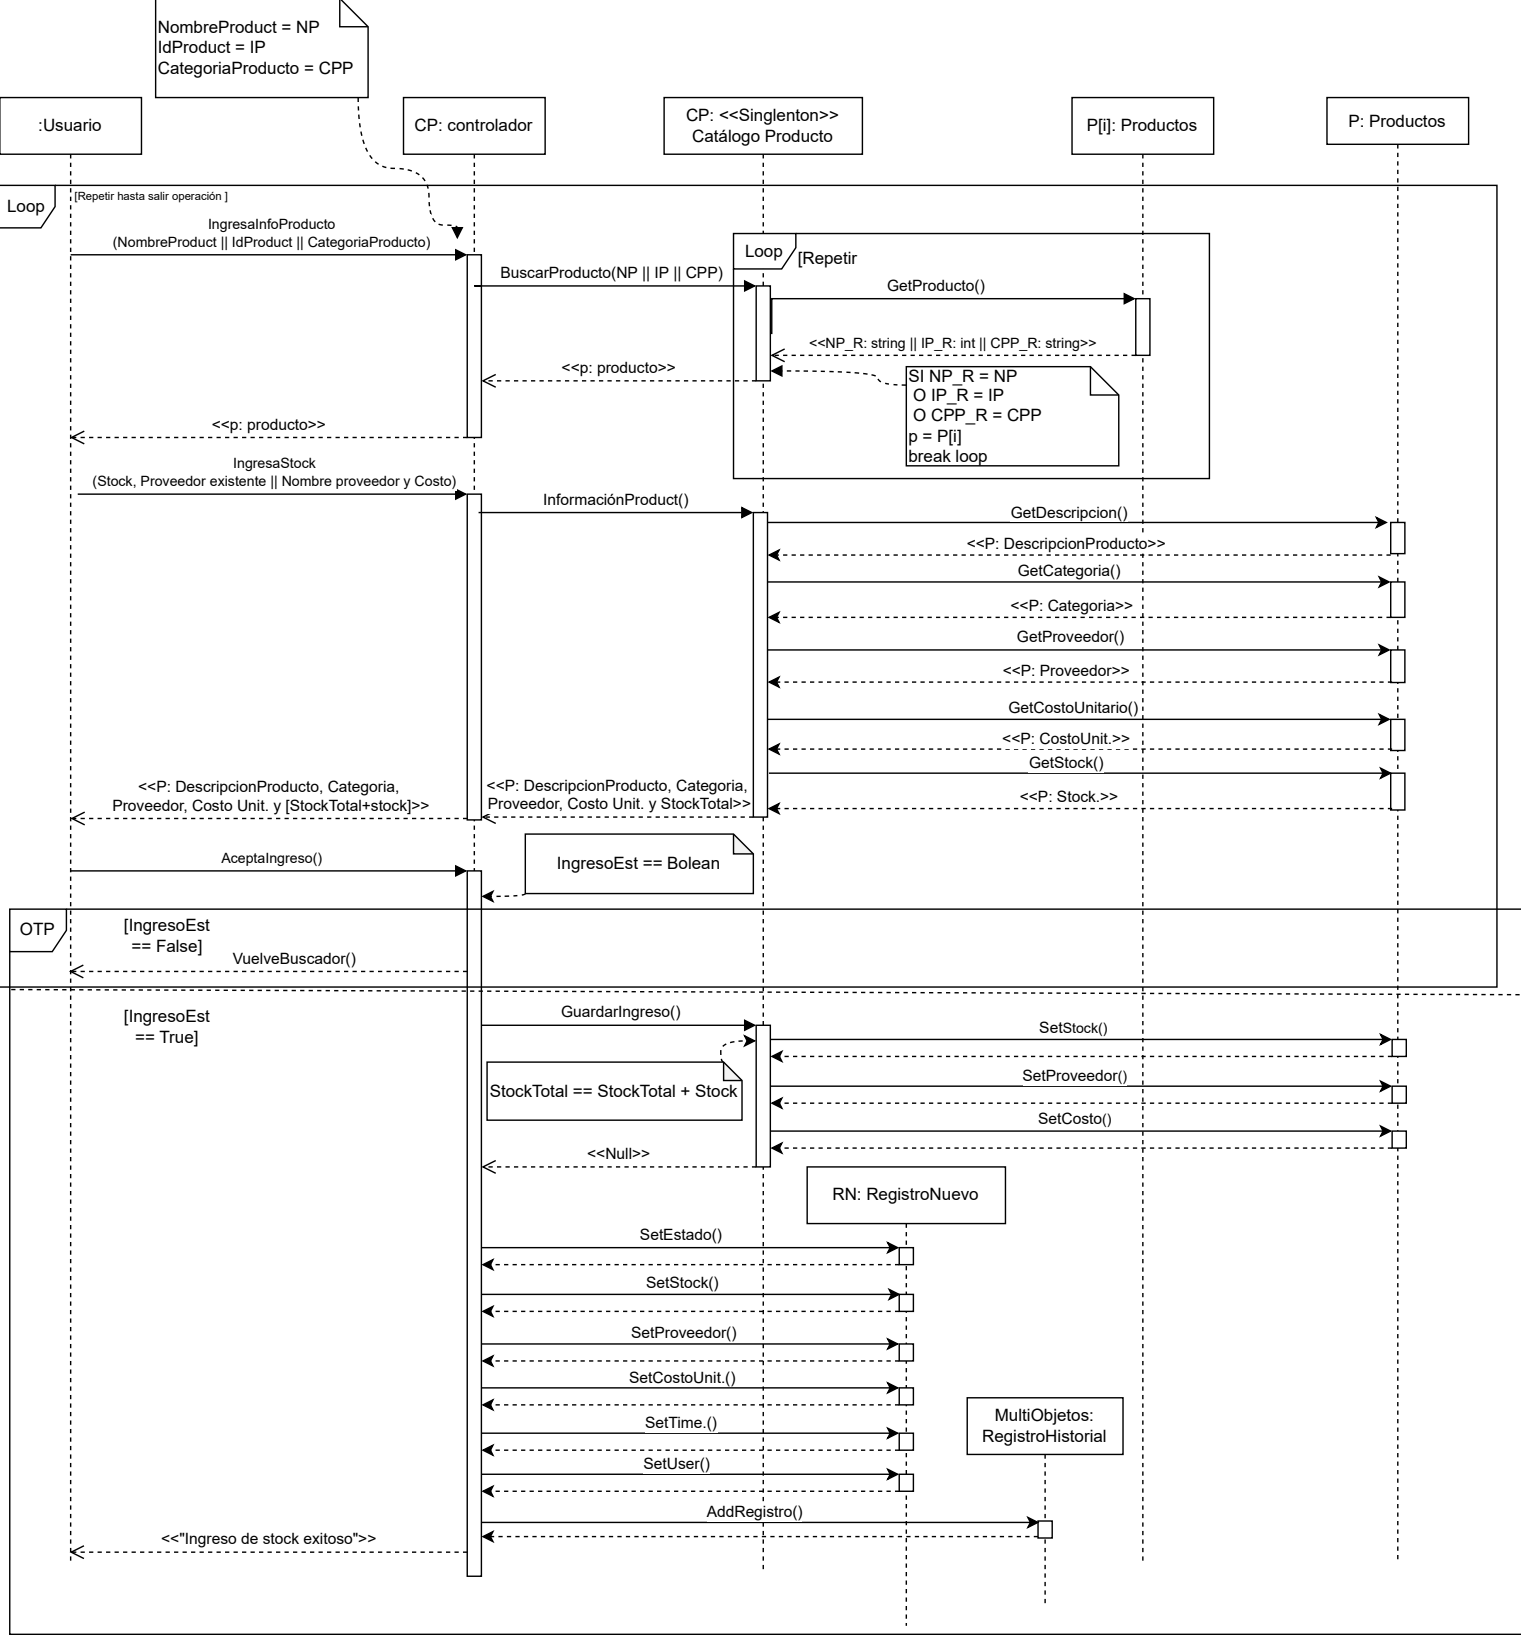 NombreProduct = NP
IdProduct = IP
CategoriaProducto = CPP
:Usuario
CP: controlador
CP: <<Singlenton>>
Catálogo Producto
P[i]: Productos
P: Productos
Loop
[Repetir hasta salir operación ]
IngresaInfoProducto
(NombreProduct || IdProduct || CategoriaProducto)
Loop
[Repetir
BuscarProducto(NP || IP || CPP)
GetProducto()
<<NP_R: string || IP_R: int || CPP_R: string>>
<<p: producto>>
SI NP_R = NP
O IP_R = IP
O CPP_R = CPP
p = P[i]
break loop
<<p: producto>>
IngresaStock
(Stock, Proveedor existente || Nombre proveedor y Costo)
InformaciónProduct()
GetDescripcion()
<<P: DescripcionProducto>>
GetCategoria()
<<P: Categoria>>
GetProveedor()
<<P: Proveedor>>
GetCostoUnitario()
<<P: CostoUnit.>>
GetStock()
<<P: Stock.>>
<<P: DescripcionProducto, Categoria,
Proveedor, Costo Unit. y StockTotal>>
<<P: DescripcionProducto, Categoria,
Proveedor, Costo Unit. y [StockTotal+stock]>>
AceptaIngreso()
IngresoEst == Bolean
OTP
[IngresoEst
== False]
VuelveBuscador()
[IngresoEst
== True]
GuardarIngreso()
SetStock()
StockTotal == StockTotal + Stock
SetProveedor()
SetCosto()
<<Null>>
RN: RegistroNuevo
SetEstado()
SetStock()
SetProveedor()
SetCostoUnit.()
MultiObjetos:
RegistroHistorial
SetTime.()
SetUser()
AddRegistro()
<<"Ingreso de stock exitoso">>